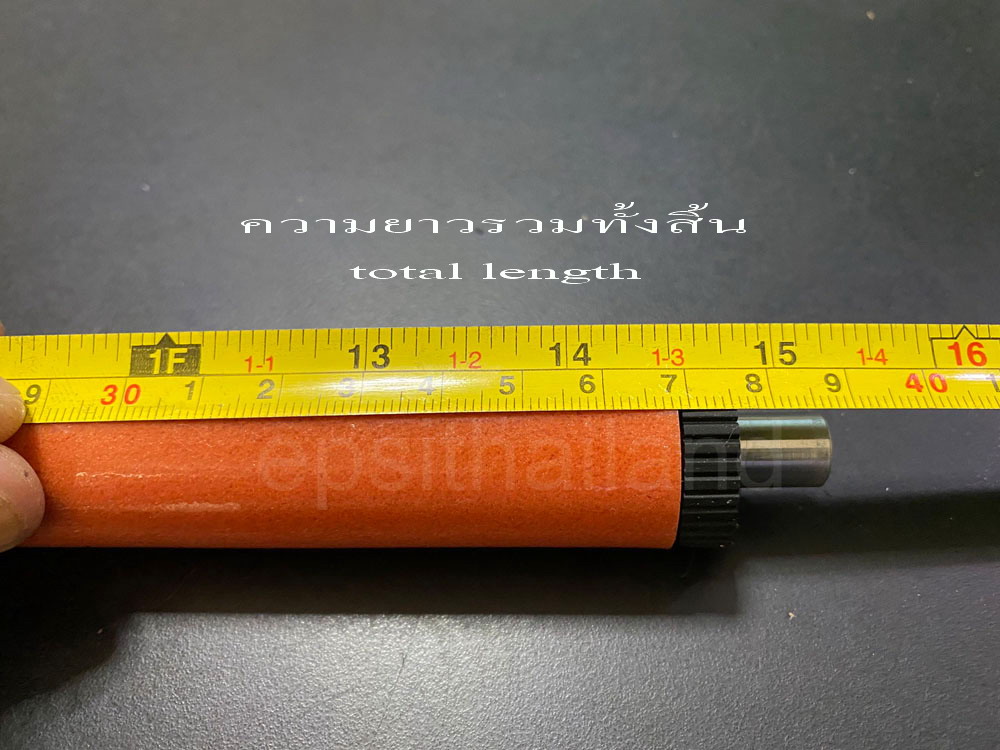 ความยาวรวมทั้งสิ้น
total length
1F 1-1 13 1-2 14 1-3 15 1-4 16
9 30 1 2 3 4 5 6 7 8 9 40 1
epsithailand